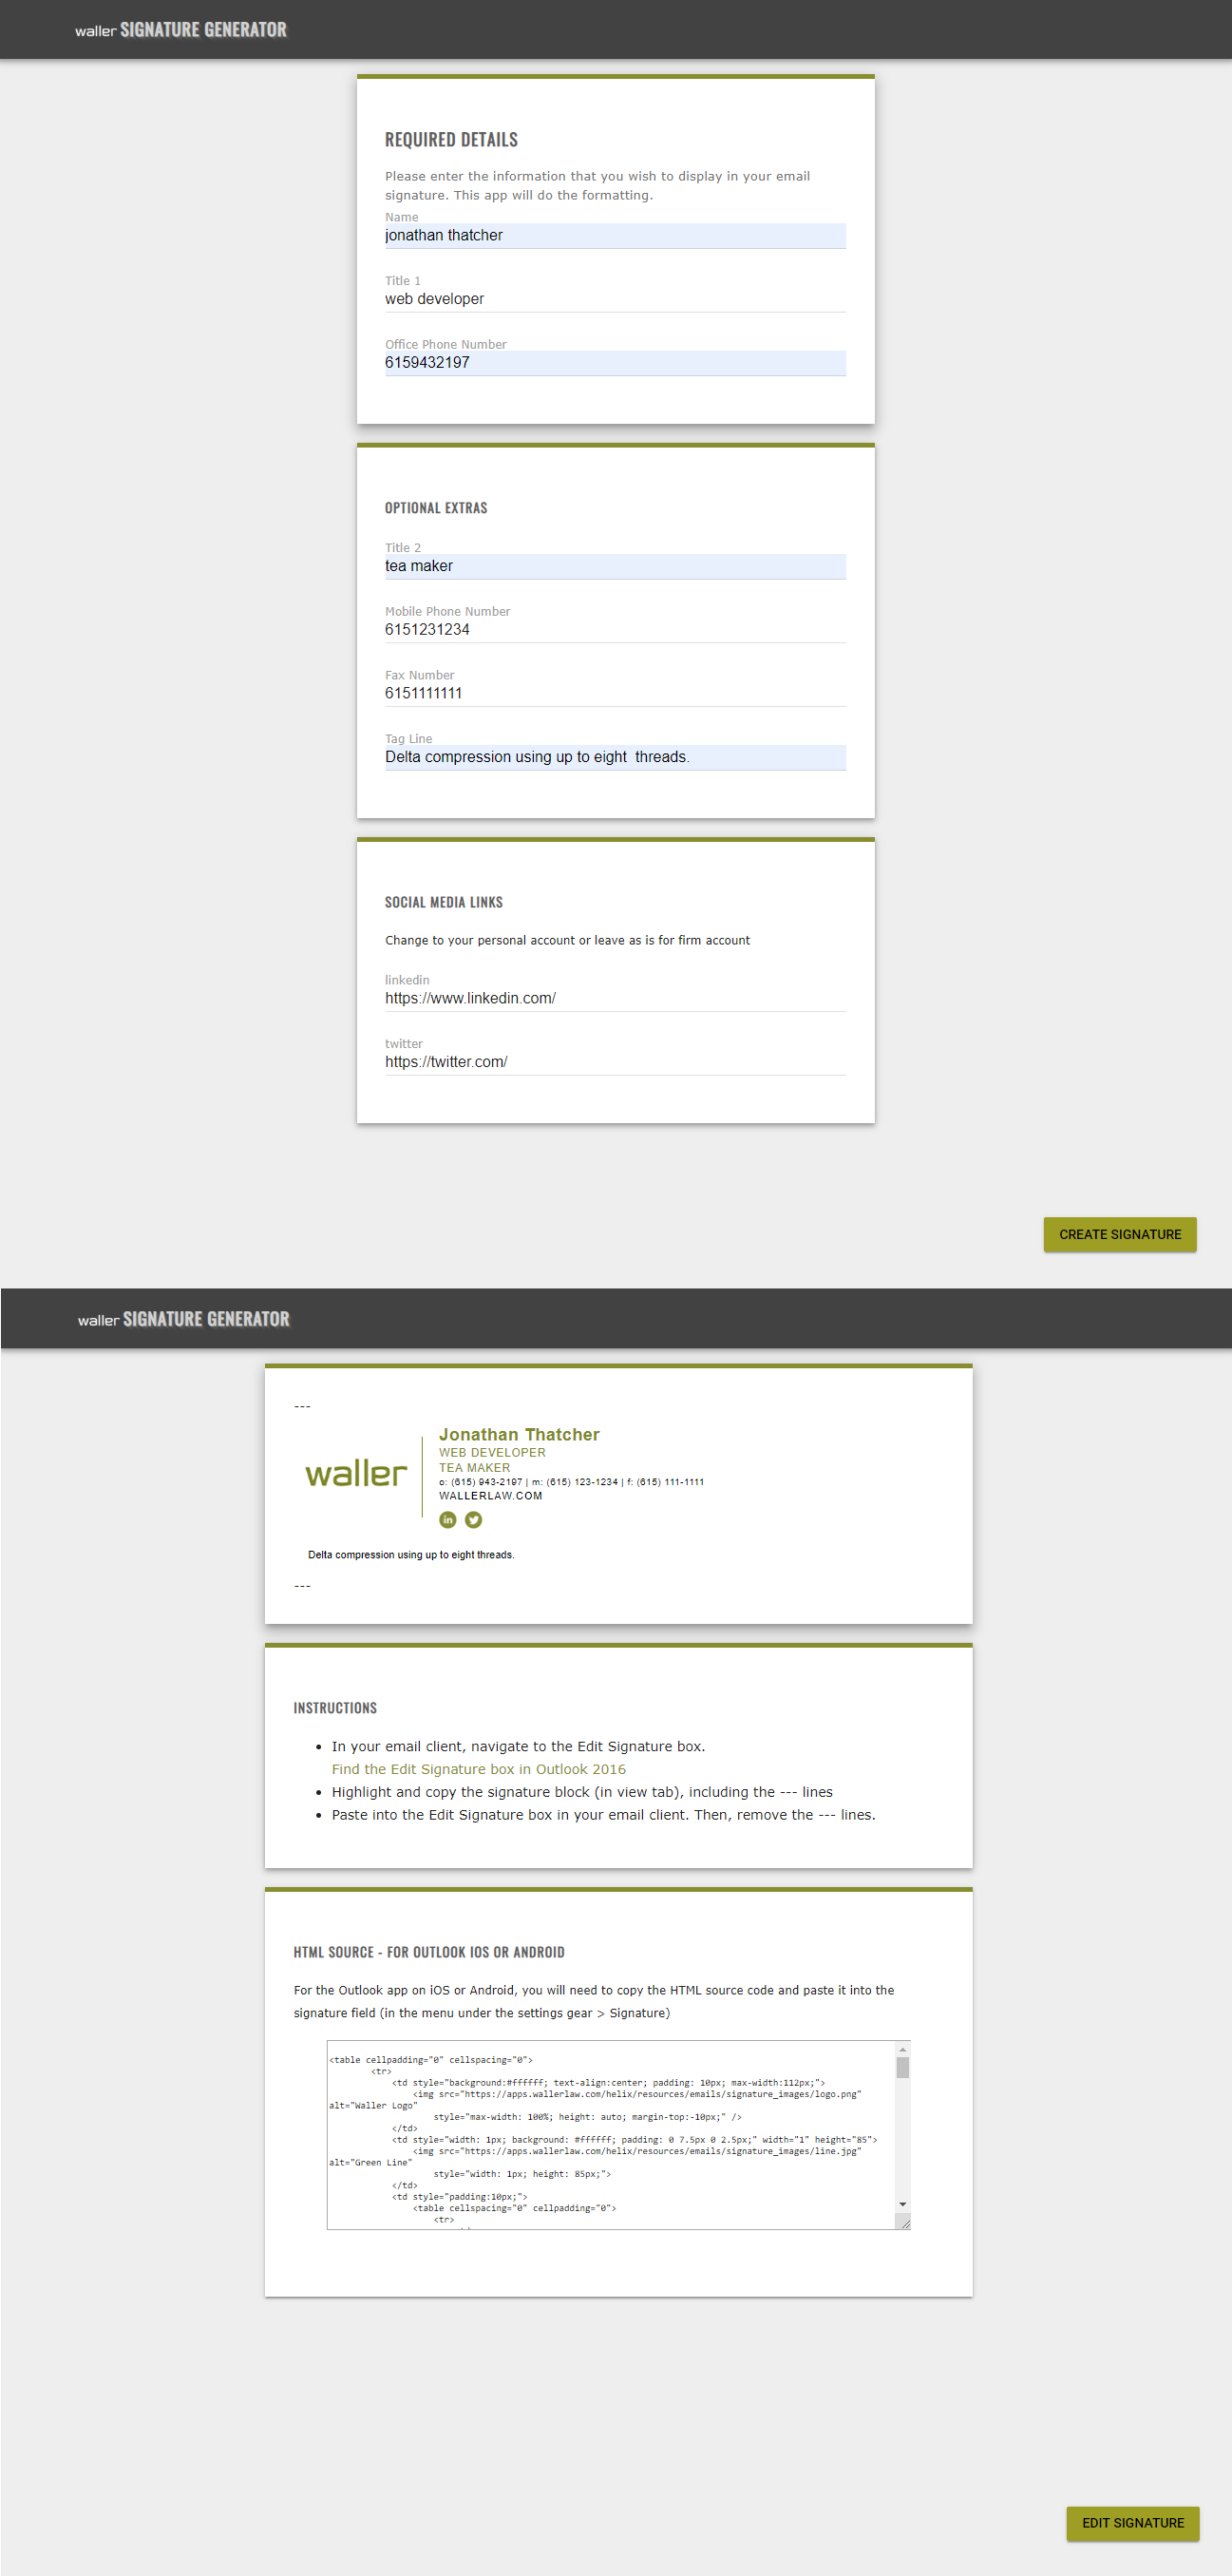 waller SIGNATURE GENERATOR
REQUIRED DETAILS
Please enter the information that you wish to display in your email
signature. This app will do the formatting.
Name
jonathan thatcher
Title 1
web developer
Office Phone Number
6159432197
OPTIONAL EXTRAS
Title 2
tea maker
Mobile Phone Number
6151231234
Fax Number
6151111111
Tag Line
Delta compression using up to eight  threads.
SOCIAL MEDIA LINKS
Change to your personal account or leave as is for firm account
linkedin
https://www.linkedin.com/
twitter
https://twitter.com/
CREATE SIGNATURE
waller SIGNATURE GENERATOR
---
waller
Jonathan Thatcher
WEB DEVELOPER
TEA MAKER
o: (615) 943-2197 | m: (615) 123-1234 | f: (615) 111-1111
WALLERLAW.COM
in
Delta compression using up to eight threads.
---
INSTRUCTIONS
• In your email client, navigate to the Edit Signature box.
Find the Edit Signature box in Outlook 2016
• Highlight and copy the signature block (in view tab), including the --- lines
• Paste into the Edit Signature box in your email client. Then, remove the --- lines.
HTML SOURCE - FOR OUTLOOK IOS OR ANDROID
For the Outlook app on iOS or Android, you will need to copy the HTML source code and paste it into the
signature field (in the menu under the settings gear > Signature)
<table cellpadding="0" cellspacing="0">
<tr>
<td style="background:#ffffff; text-align:center; padding: 10px; max-width:112px;">
<img src="https://apps.wallerlaw.com/helix/resources/emails/signature_images/logo.png"
alt="Waller Logo"
style="max-width: 100%; height: auto; margin-top:-10px;" />
</td>
<td style="width: 1px; background: #ffffff; padding: 0 7.5px 0 2.5px;" width="1" height="85">
<img src="https://apps.wallerlaw.com/helix/resources/emails/signature_images/line.jpg"
alt="Green Line"
style="width: 1px; height: 85px;">
</td>
<td style="padding:10px;">
<table cellspacing="0" cellpadding="0">
<tr>
EDIT SIGNATURE